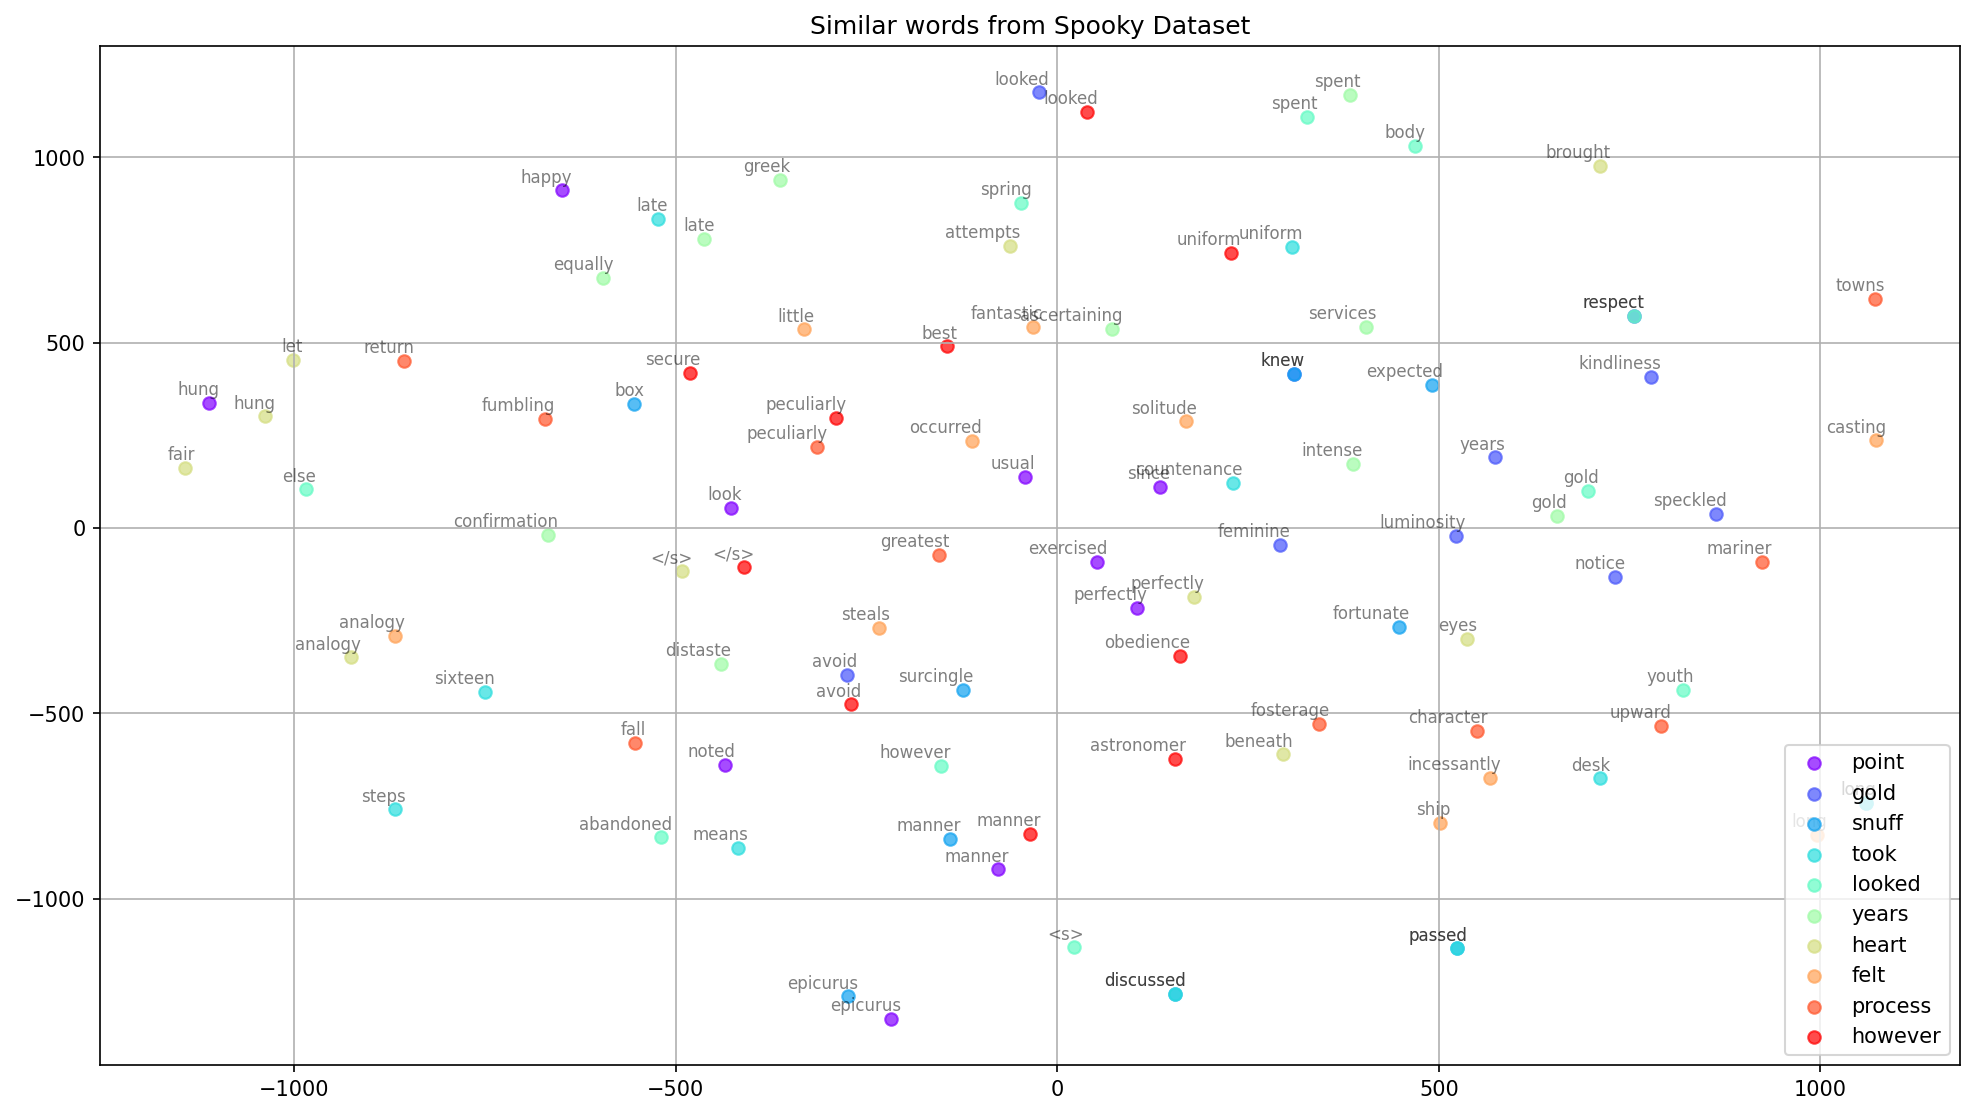 Similar words from Spooky Dataset
looked
looked
spent
spent
body
brought
1000
happy
greek
spring
late
late
attempts
uniform
uniform
equally
towns
respect
little
fantastic
ascertaining
services
500
best
let
return
secure
knew
expected
kindliness
hung
hung
box
fumbling
peculiarly
peculiarly
occurred
solitude
casting
fair
usual
since
countenance
intense
years
else
gold
gold
look
speckled
0
confirmation
luminosity
feminine
</s>
</s>
greatest
exercised
mariner
notice
perfectly
perfectly
analogy
analogy
steals
fortunate
eyes
obedience
distaste
avoid
avoid
sixteen
surcingle
youth
−500
fall
fosterage
character
upward
noted
however
astronomer
beneath
incessantly
desk
steps
long
ship
long
abandoned
means
manner
manner
manner
−1000
<s>
passed
epicurus
epicurus
discussed
point
gold
snuff
took
looked
years
heart
felt
process
however
−1000
−500
0
500
1000